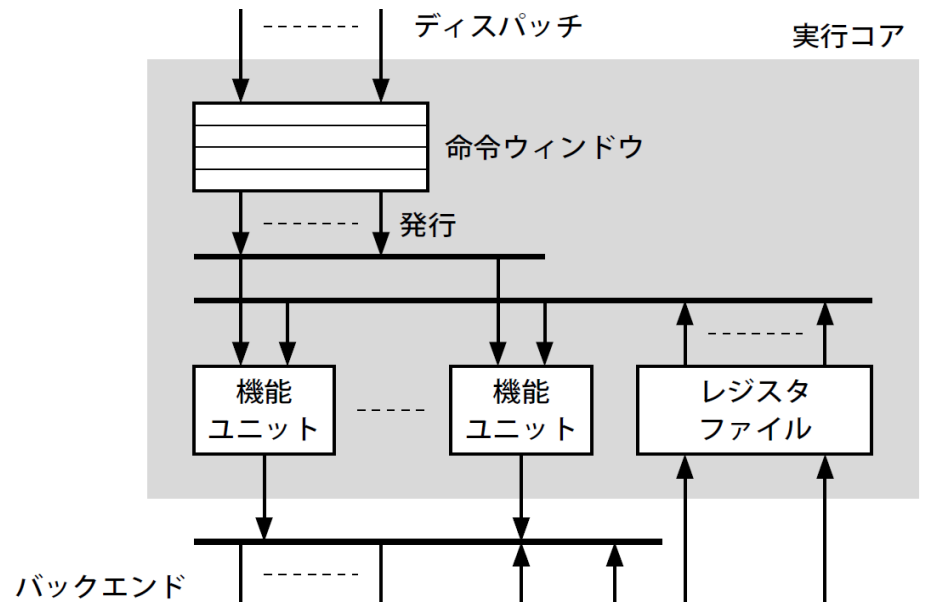 ディスパッチ
実行コア
命令ウィンドウ
発行
機能
ユニット
機能
ユニット
レジスタ
ファイル
バックエンド